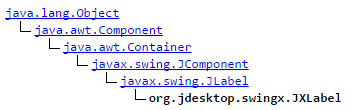 java.lang.Object
java.awt.Component
java.awt.Container
javax.swing.JComponent
javax.swing.JLabel
org.jdesktop.swingx.JXLabel